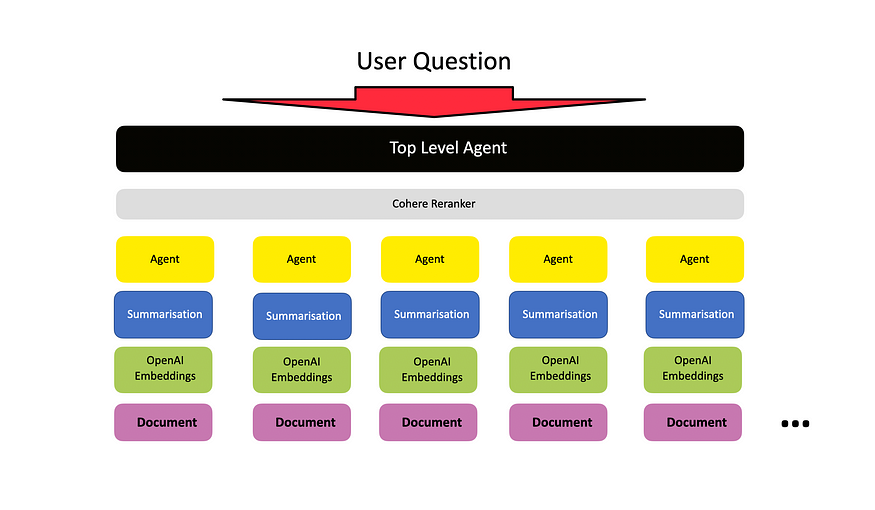 User Question
Top Level Agent
Cohere Reranker
Agent Agent Agent Agent Agent
Summarisation Summarisation Summarisation Summarisation Summarisation
OpenAI OpenAI OpenAI OpenAI OpenAI
Embeddings Embeddings Embeddings Embeddings Embeddings
Document Document Document Document Document ...